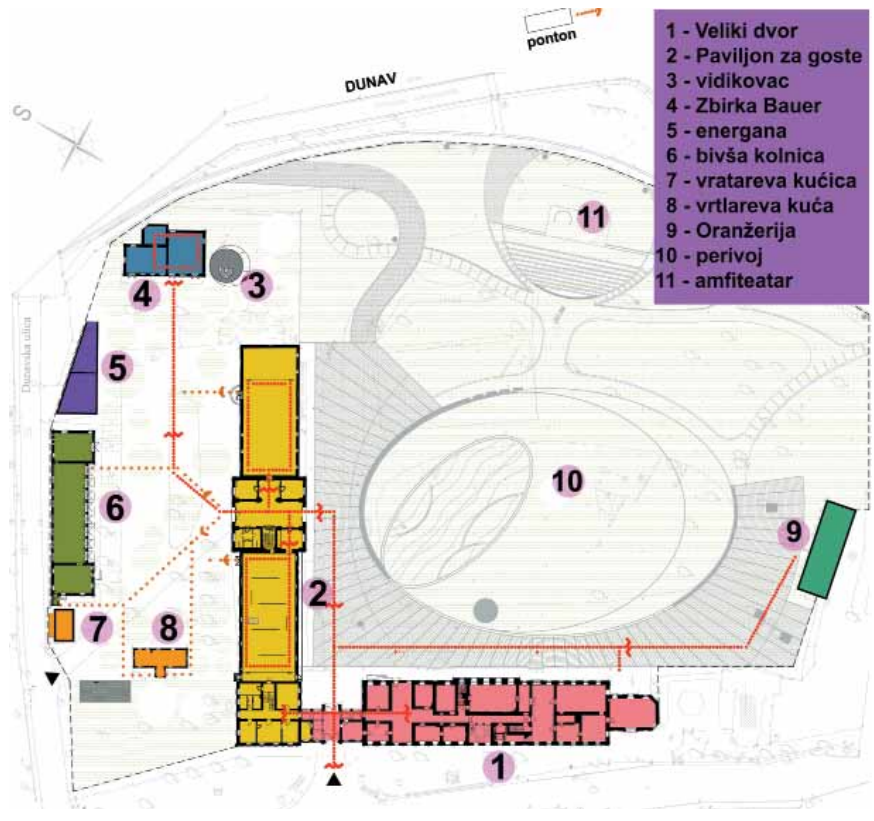 ponton
DUNAV
S
1 - Veliki dvor
2 - Paviljon za goste
3 - vidikovac
4 - Zbirka Bauer
5 - energana
6 - bivša kolnica
7 - vratareva kućica
8 - vrtlareva kuća
9 - Oranžerija
10 - perivoj
11 - amfiteatar
11
3
4
Dunavska ulica
5
10
6
9
2
7
8
1